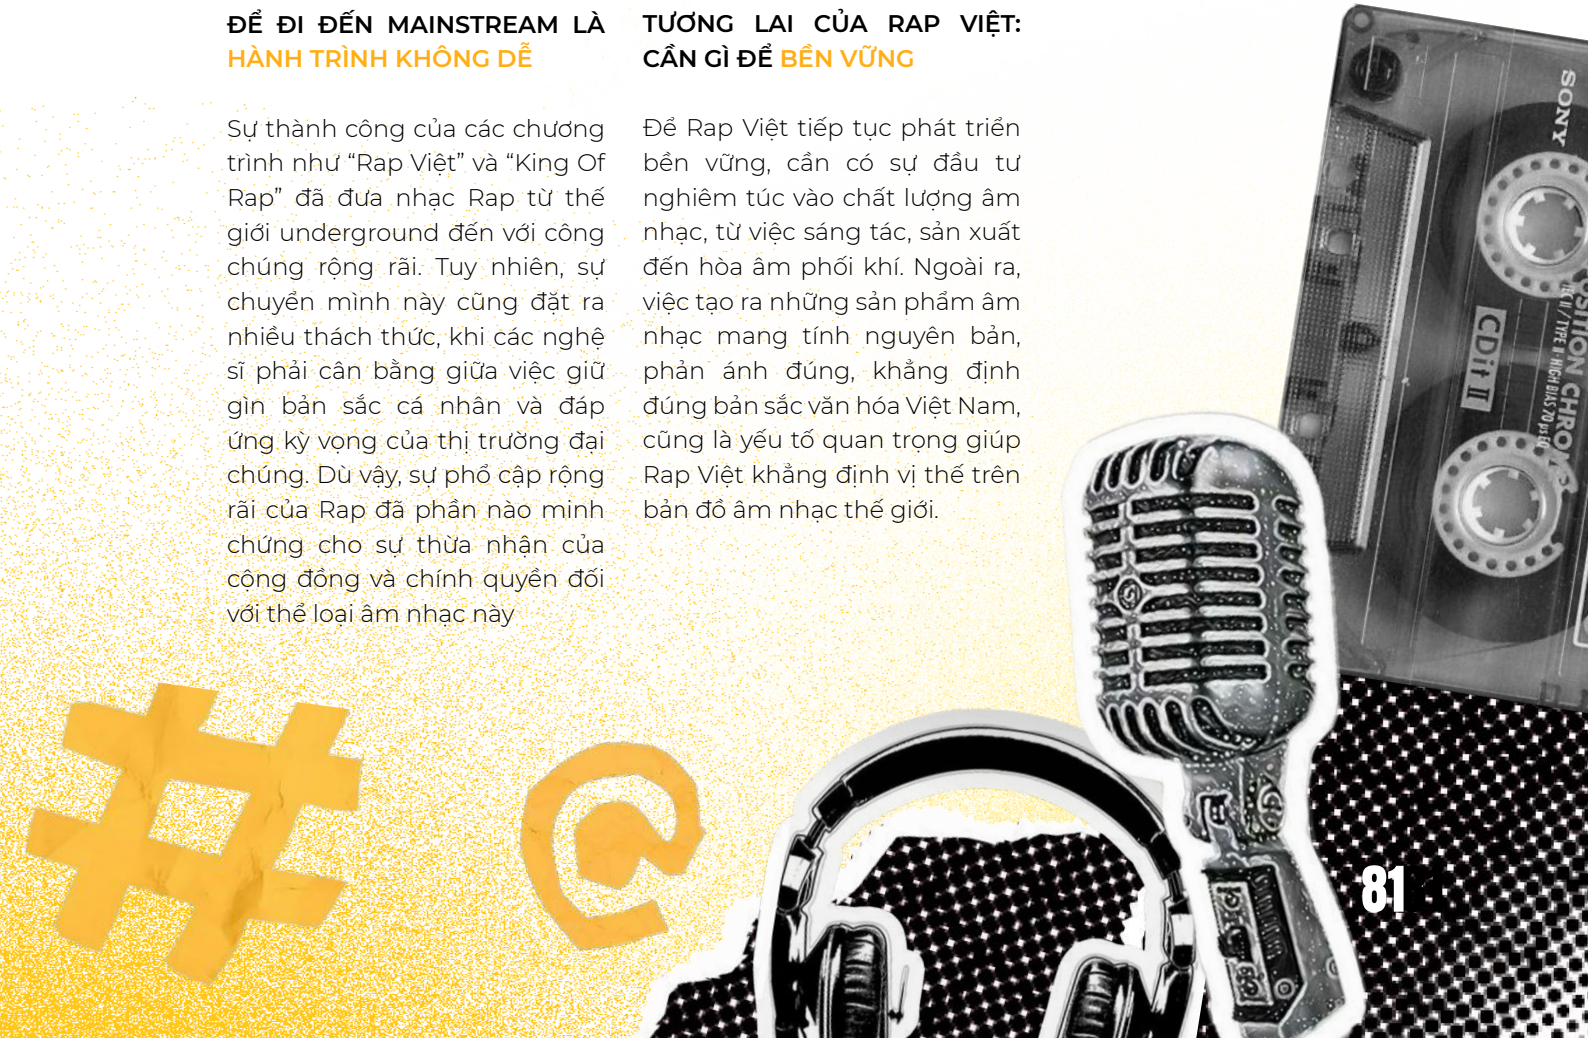 ĐỂ ĐI ĐẾN MAINSTREAM LÀ
HÀNH TRÌNH KHÔNG DỄ
Sự thành công của các chương
trình như “Rap Việt” và “King Of
Rap” đã đưa nhạc Rap từ thế
giới underground đến với công
chúng rộng rãi. Tuy nhiên, sự
chuyển mình này cũng đặt ra
nhiều thách thức, khi các nghệ
sĩ phải cân bằng giữa việc giữ
gìn bản sắc cá nhân và đáp
ứng kỳ vọng của thị trường đại
chúng. Dù vậy, sự phổ cập rộng
rãi của Rap đã phần nào minh
chứng cho sự thừa nhận của
cộng đồng và chính quyền đối
với thể loại âm nhạc này
TƯƠNG LAI CỦA RAP VIỆT:
CẦN GÌ ĐỂ BỀN VỮNG
Để Rap Việt tiếp tục phát triển
bền vững, cần có sự đầu tư
nghiêm túc vào chất lượng âm
nhạc, từ việc sáng tác, sản xuất
đến hòa âm phối khí. Ngoài ra,
việc tạo ra những sản phẩm âm
nhạc mang tính nguyên bản,
phản ánh đúng, khẳng định
đúng bản sắc văn hóa Việt Nam,
cũng là yếu tố quan trọng giúp
Rap Việt khẳng định vị thế trên
bản đồ âm nhạc thế giới.
SONY
CDit II
TYPE II · HIGH BIAS 70 µs EQ
# @
81